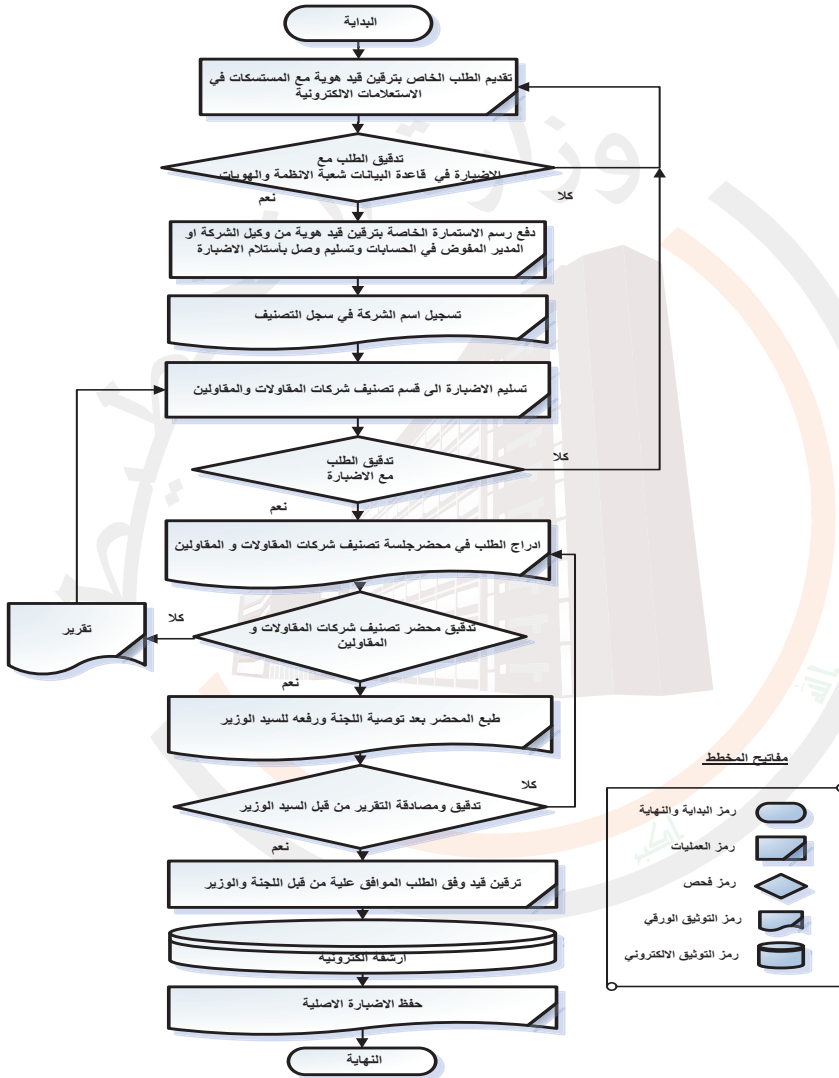 البداية
تقديم الطلب الخاص بترقين قيد هوية مع المستسكات في
الاستعلامات الالكترونية
تدقيق الطلب مع
الاضبارة في قاعدة البيانات شعبة الانظمة والهويات
كلا
نعم
دفع رسم الاستمارة الخاصة بترقين قيد هوية من وكيل الشركة او
المدير المفوض في الحسابات وتسليم وصل بأستلام الاضبارة
تسجيل اسم الشركة في سجل التصنيف
تسليم الاضبارة الى قسم تصنيف شركات المقاولات والمقاولين
تدقيق الطلب
مع الاضبارة
كلا
نعم
ادراج الطلب في محضرجلسة تصنيف شركات المقاولات و المقاولين
تدقيق محضر تصنيف شركات المقاولات و
المقاولين
كلا
تقرير
نعم
طبع المحضر بعد توصية اللجنة ورفعه للسيد الوزير
تدقيق ومصادقة التقرير من قبل السيد الوزير
كلا
نعم
ترقين قيد وفق الطلب الموافق علية من قبل اللجنة والوزير
ارشفة الكترونية
حفظ الاضبارة الاصلية
النهاية
مفاتيح المخطط
رمز البداية والنهاية
رمز العمليات
رمز فحص
رمز التوثيق الورقي
رمز التوثيق الالكتروني
وزارة
الله
اكبر